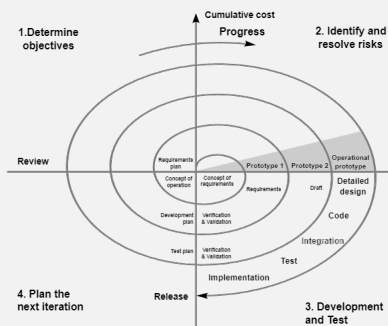 Cumulative cost
1.Determine
objectives
Progress
2. Identify and
resolve risks
Requirements
plan
Prototype 1
Prototype 2
Operational
prototype
Review
Concept of
operation
Concept of
requirements
Requirements
Draft
Detailed
design
Development
plan
Verification
& Validation
Code
Integration
Test plan
Verification
& Validation
Test
Implementation
4. Plan the
next iteration
Release
3. Development
and Test